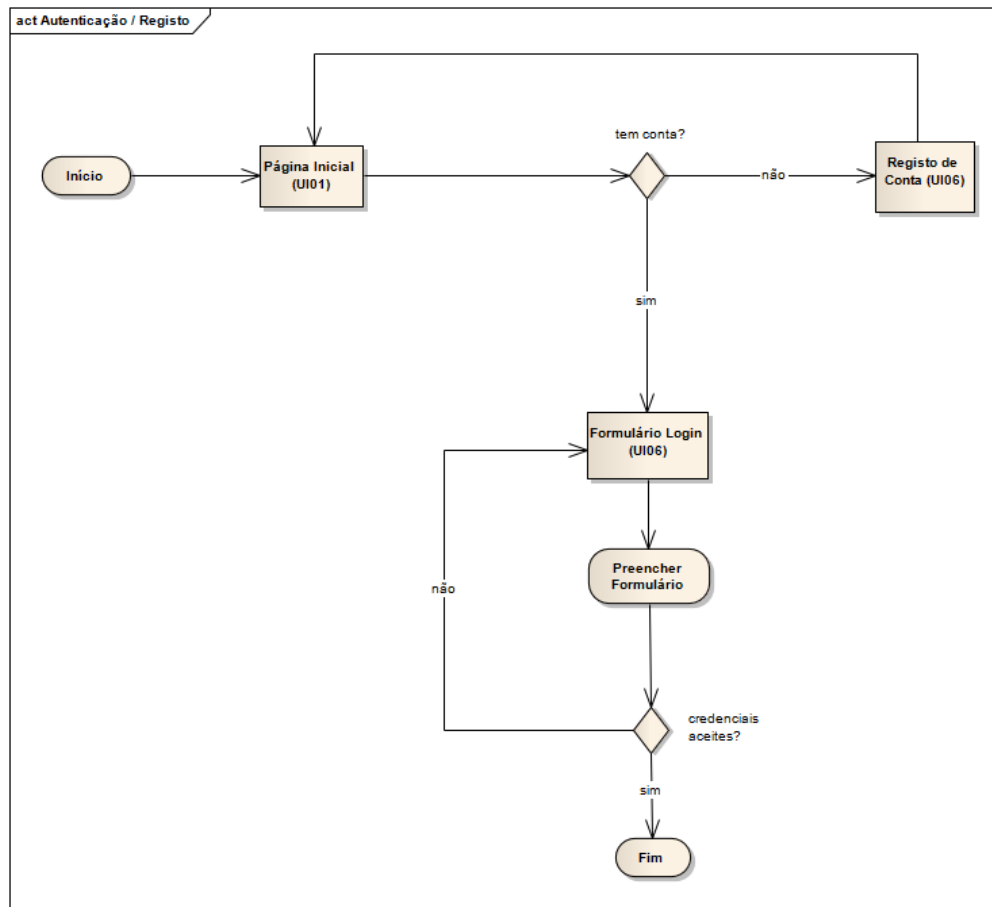 act Autenticação / Registo
tem conta?
Início
Página Inicial
(UI01)
não
Registo de
Conta (UI06)
sim
Formulário Login
(UI06)
Preencher
Formulário
não
credenciais
aceites?
sim
Fim